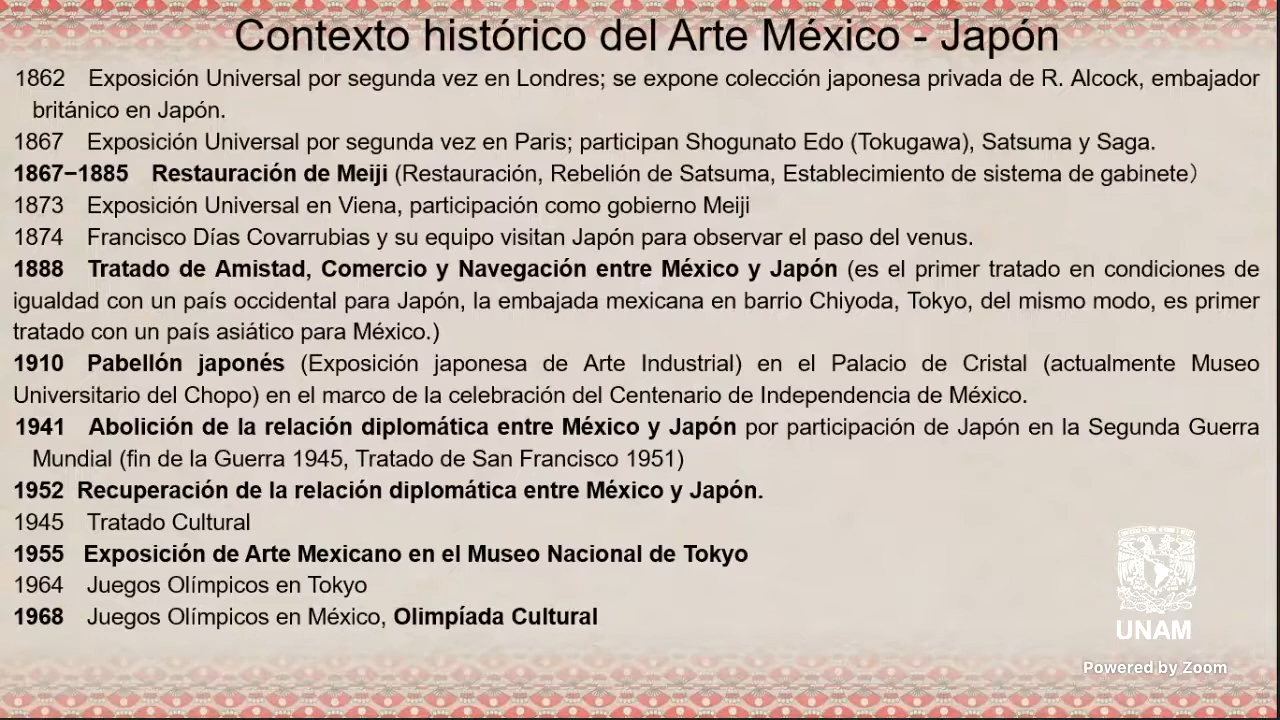 Contexto histórico del Arte México - Japón
1862 Exposición Universal por segunda vez en Londres; se expone colección japonesa privada de R. Alcock, embajador
británico en Japón.
1867 Exposición Universal por segunda vez en Paris; participan Shogunato Edo (Tokugawa), Satsuma y Saga.
1867−1885 Restauración de Meiji (Restauración, Rebelión de Satsuma, Establecimiento de sistema de gabinete）
1873 Exposición Universal en Viena, participación como gobierno Meiji
1874 Francisco Días Covarrubias y su equipo visitan Japón para observar el paso del venus.
1888 Tratado de Amistad, Comercio y Navegación entre México y Japón (es el primer tratado en condiciones de
igualdad con un país occidental para Japón, la embajada mexicana en barrio Chiyoda, Tokyo, del mismo modo, es primer
tratado con un país asiático para México.)
1910 Pabellón japonés (Exposición japonesa de Arte Industrial) en el Palacio de Cristal (actualmente Museo
Universitario del Chopo) en el marco de la celebración del Centenario de Independencia de México.
1941 Abolición de la relación diplomática entre México y Japón por participación de Japón en la Segunda Guerra
Mundial (fin de la Guerra 1945, Tratado de San Francisco 1951)
1952 Recuperación de la relación diplomática entre México y Japón.
1945 Tratado Cultural
1955 Exposición de Arte Mexicano en el Museo Nacional de Tokyo
1964 Juegos Olímpicos en Tokyo
1968 Juegos Olímpicos en México, Olimpíada Cultural
UNAM
Powered by Zoom